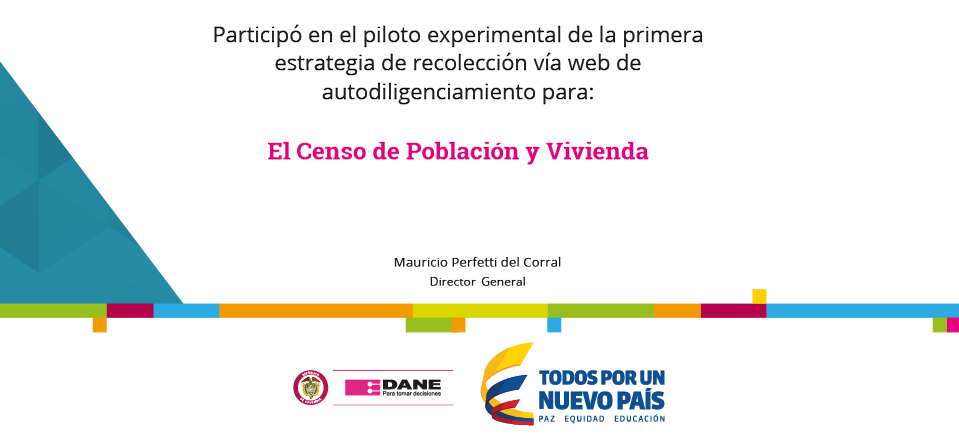 Participó en el piloto experimental de la primera
estrategia de recolección vía web de
autodiligenciamiento para:
El Censo de Población y Vivienda
Mauricio Perfetti del Corral
Director General
DANE
Para tomar decisiones
TODOS POR UN
NUEVO PAÍS
PAZ EQUIDAD EDUCACIÓN